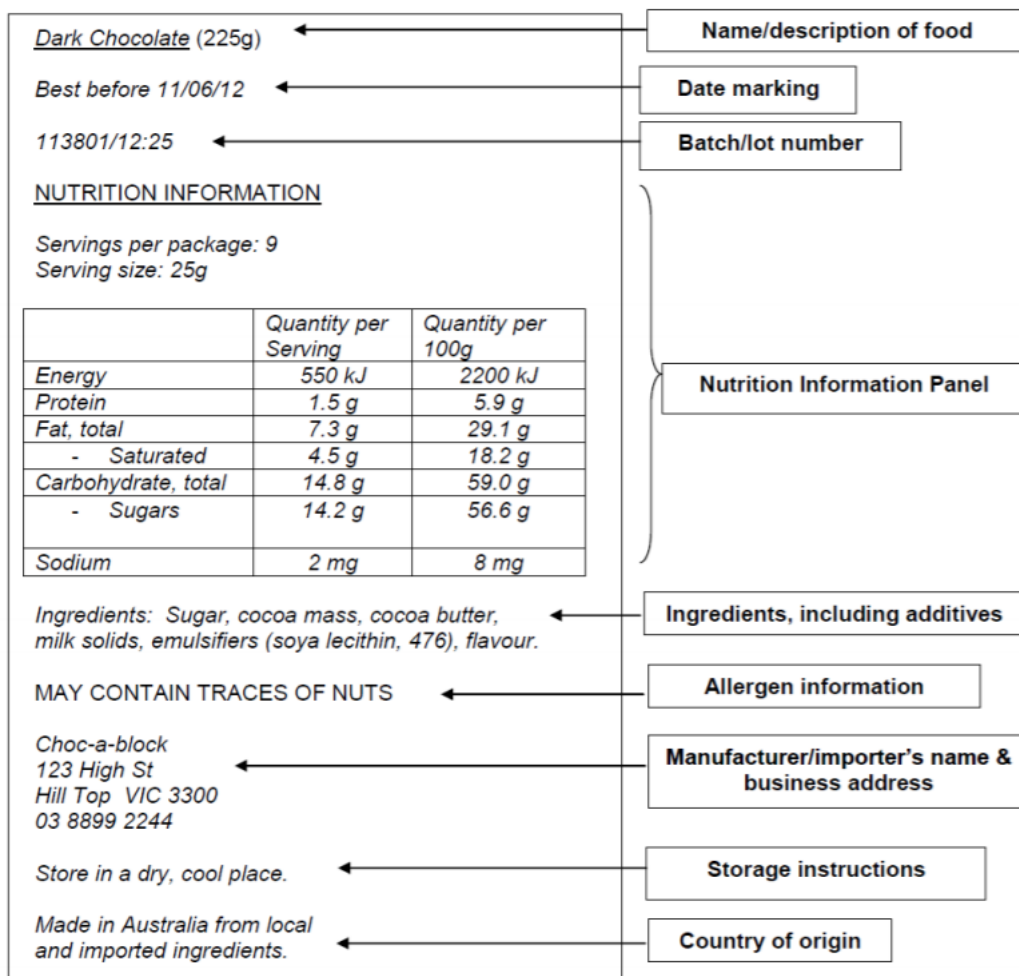 Dark Chocolate (225g)
Name/description of food
Best before 11/06/12
Date marking
113801/12:25
Batch/lot number
NUTRITION INFORMATION
Servings per package: 9
Serving size: 25g
Quantity per Serving
Quantity per 100g
Energy 550 kJ 2200 kJ
Protein 1.5 g 5.9 g
Fat, total 7.3 g 29.1 g
- Saturated 4.5 g 18.2 g
Carbohydrate, total 14.8 g 59.0 g
- Sugars 14.2 g 56.6 g
Sodium 2 mg 8 mg
Nutrition Information Panel
Ingredients: Sugar, cocoa mass, cocoa butter,
milk solids, emulsifiers (soya lecithin, 476), flavour.
Ingredients, including additives
MAY CONTAIN TRACES OF NUTS
Allergen information
Choc-a-block
123 High St
Hill Top VIC 3300
03 8899 2244
Manufacturer/importer's name &
business address
Store in a dry, cool place.
Storage instructions
Made in Australia from local
and imported ingredients.
Country of origin